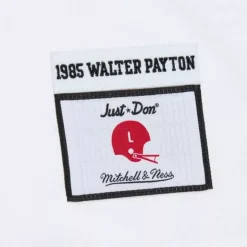 1985 WALTER PAYTON
Just★Don®
L
Mitchell & Ness